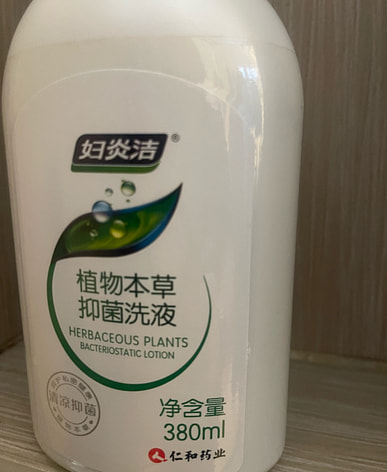 妇炎洁®
植物本草
抑菌洗液
HERBACEOUS PLANTS
BACTERIOSTATIC LOTION
清凉抑菌
净含量
380ml
仁和药业